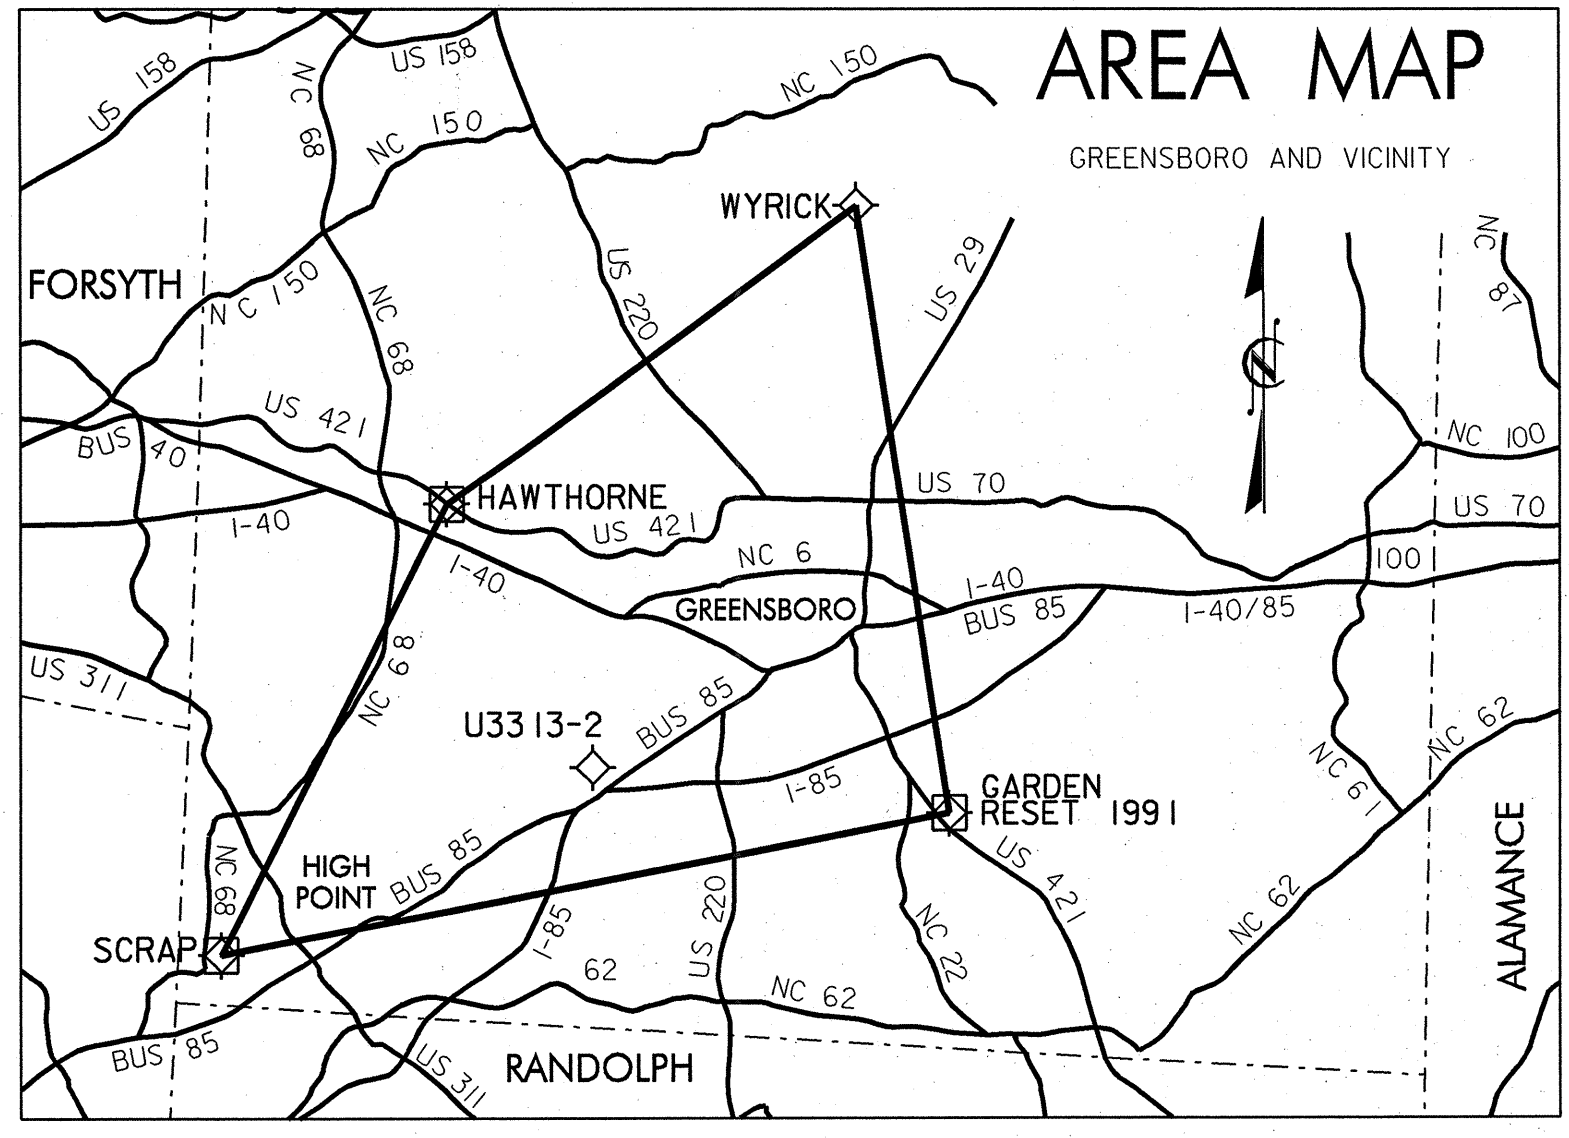 AREA MAP
GREENSBORO AND VICINITY
US 158
US 158
NC 68
NC 150
NC 150
WYRICK
US 29
NC 87
FORSYTH
NC 150
NC 68
US 220
US 421
BUS 40
NC 100
HAWTHORNE
US 70
US 70
I-40
US 421
I-40
NC 6
100
I-40
GREENSBORO
BUS 85
I-40/85
US 311
NC 68
BUS 85
U3313-2
NC 62
NC 61
I-85
GARDEN
RESET 1991
HIGH
POINT
NC 68
BUS 85
US 421
ALAMANCE
SCRAP
I-85
US 220
NC 22
NC 62
62
NC 62
BUS 85
US 311
RANDOLPH
N